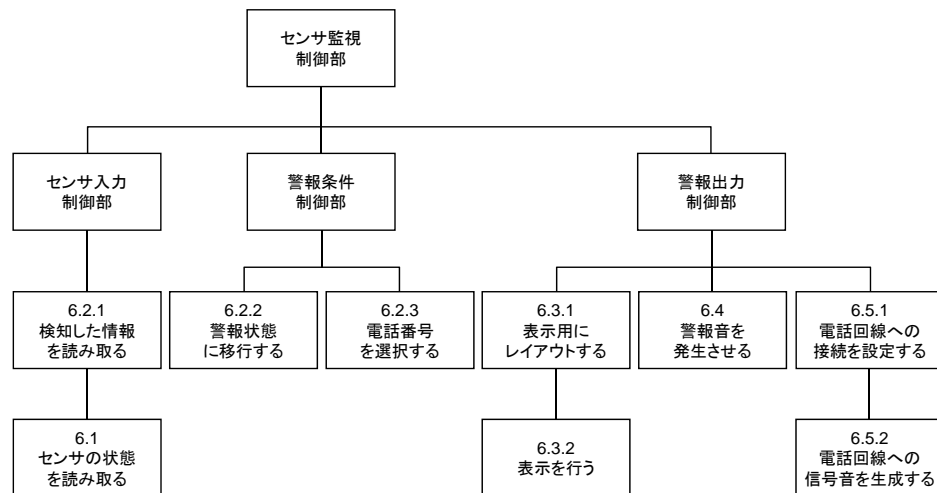 センサ監視
制御部
センサ入力
制御部
警報条件
制御部
警報出力
制御部
6.2.1
検知した情報
を読み取る
6.2.2
警報状態
に移行する
6.2.3
電話番号
を選択する
6.3.1
表示用に
レイアウトする
6.4
警報音を
発生させる
6.5.1
電話回線への
接続を設定する
6.1
センサの状態
を読み取る
6.3.2
表示を行う
6.5.2
電話回線への
信号音を生成する